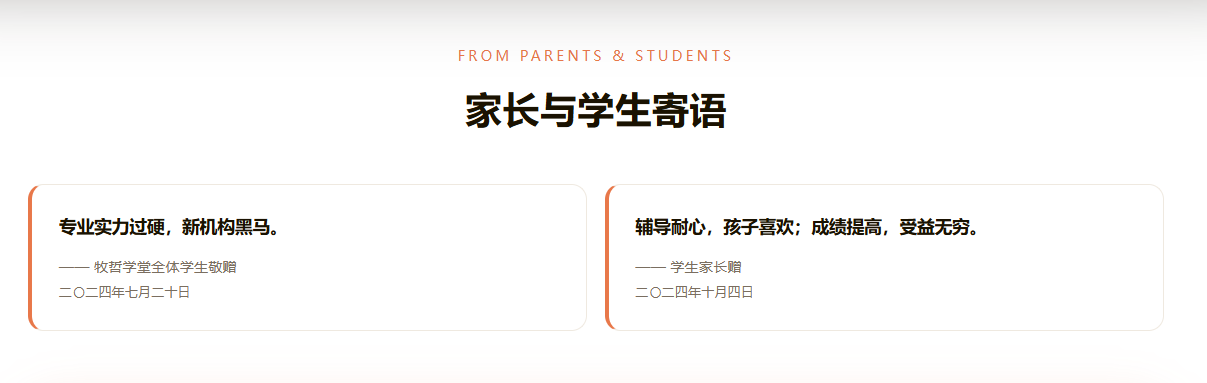 FROM PARENTS & STUDENTS
家长与学生寄语
专业实力过硬，新机构黑马。
—— 牧哲学堂全体学生敬赠
二〇二四年七月二十日
辅导耐心，孩子喜欢；成绩提高，受益无穷。
—— 学生家长赠
二〇二四年十月四日